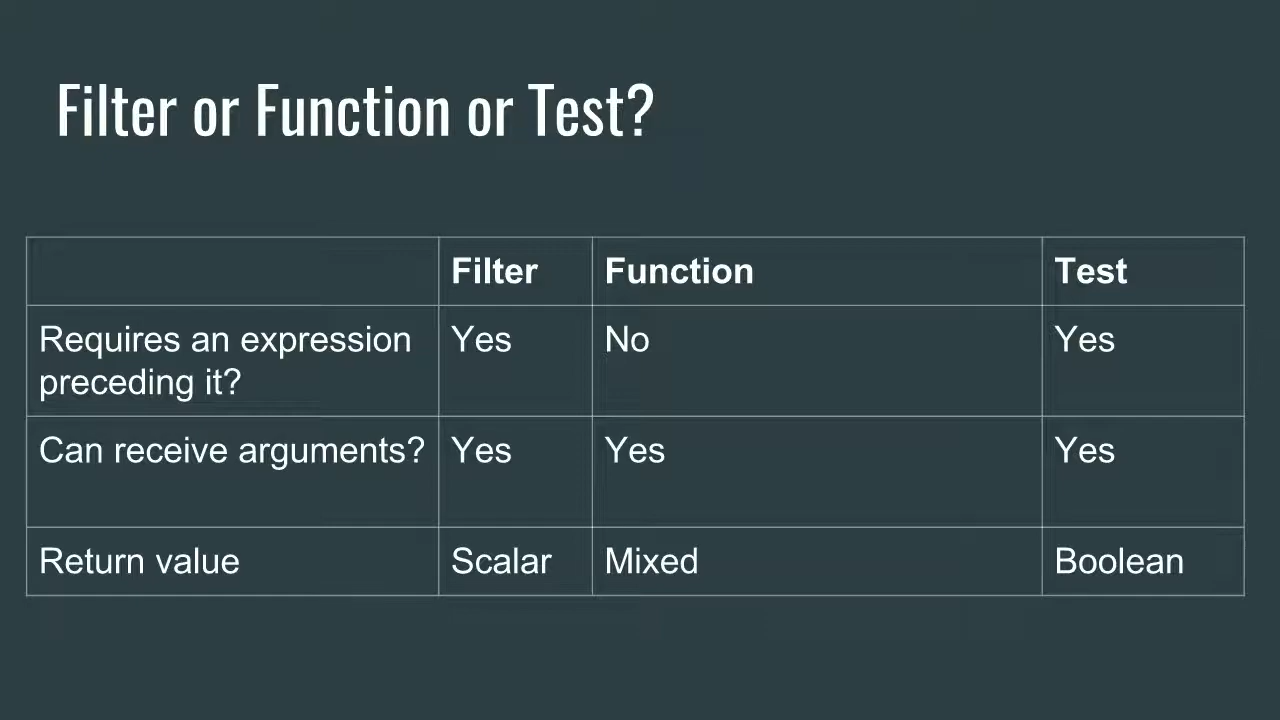 Filter or Function or Test?
Filter Function Test
Requires an expression Yes No Yes
preceding it?
Can receive arguments? Yes Yes Yes
Return value Scalar Mixed Boolean